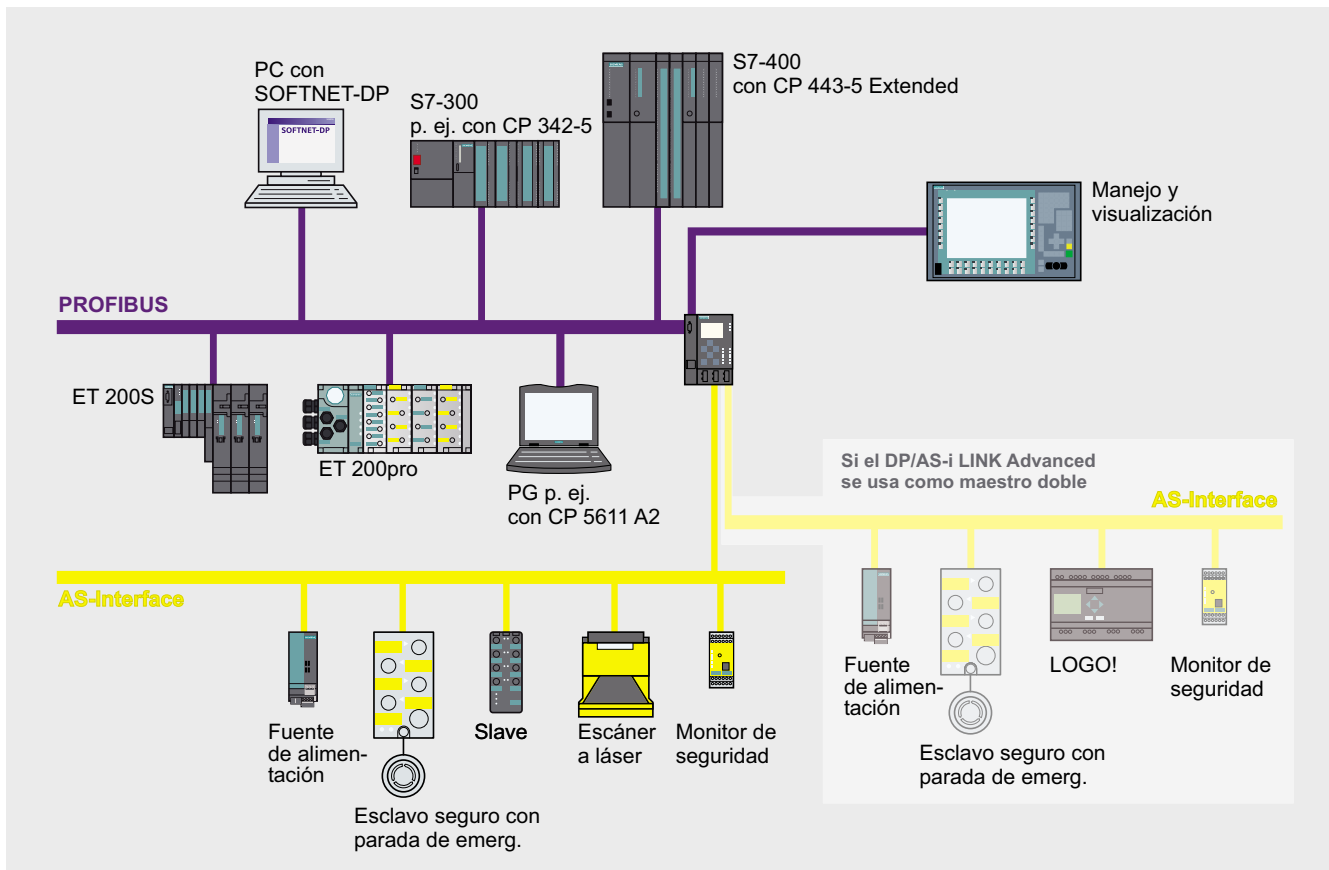 PC con
SOFTNET-DP
SOFTNET-DP
S7-300
p. ej. con CP 342-5
S7-400
con CP 443-5 Extended
Manejo y
visualización
PROFIBUS
ET 200S
ET 200pro
PG p. ej.
con CP 5611 A2
Si el DP/AS-i LINK Advanced
se usa como maestro doble
AS-Interface
Fuente
de alimen-
tación
Esclavo seguro con
parada de emerg.
LOGO!
Monitor de
seguridad
AS-Interface
Fuente
de alimen-
tación
Esclavo seguro con
parada de emerg.
Slave
Escáner
a láser
Monitor de
seguridad